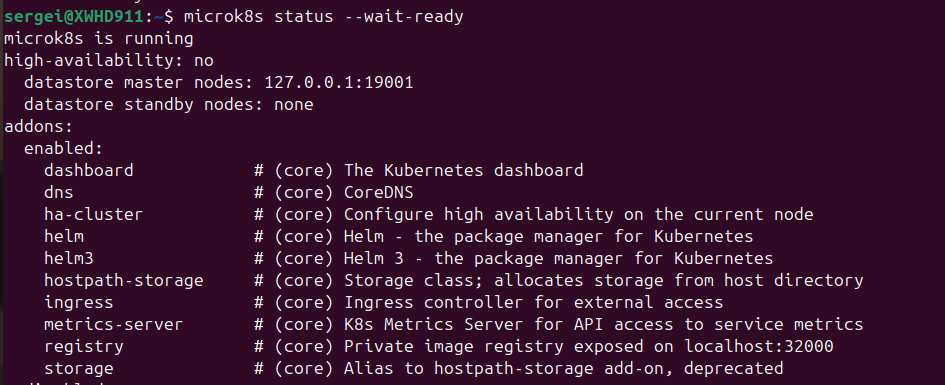 sergei@XWHD911:~$ microk8s status --wait-ready
microk8s is running
high-availability: no
  datastore master nodes: 127.0.0.1:19001
  datastore standby nodes: none
addons:
  enabled:
    dashboard            # (core) The Kubernetes dashboard
    dns                  # (core) CoreDNS
    ha-cluster           # (core) Configure high availability on the current node
    helm                 # (core) Helm - the package manager for Kubernetes
    helm3                # (core) Helm 3 - the package manager for Kubernetes
    hostpath-storage     # (core) Storage class; allocates storage from host directory
    ingress              # (core) Ingress controller for external access
    metrics-server       # (core) K8s Metrics Server for API access to service metrics
    registry             # (core) Private image registry exposed on localhost:32000
    storage              # (core) Alias to hostpath-storage add-on, deprecated